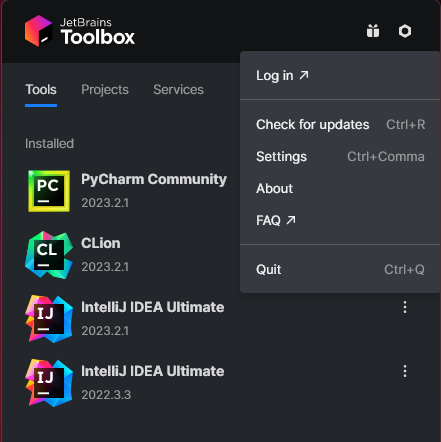 JetBrains
Toolbox
Tools Projects Services
Log in ↗
Check for updates Ctrl+R
Settings Ctrl+Comma
About
FAQ ↗
Quit Ctrl+Q
Installed
PC
PyCharm Community
2023.2.1
CL
CLion
2023.2.1
IJ
IntelliJ IDEA Ultimate
2023.2.1
IJ
IntelliJ IDEA Ultimate
2022.3.3